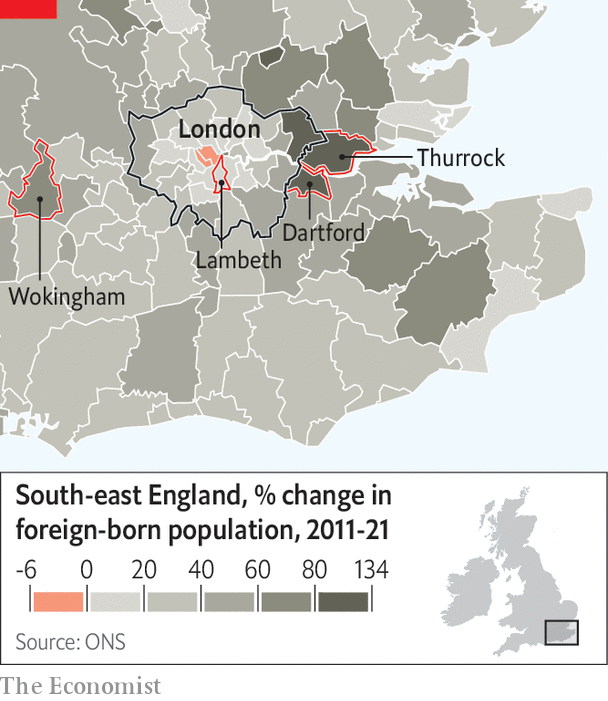 London
Thurrock
Dartford
Lambeth
Wokingham
South-east England, % change in
foreign-born population, 2011-21
-6 0 20 40 60 80 134
Source: ONS
The Economist